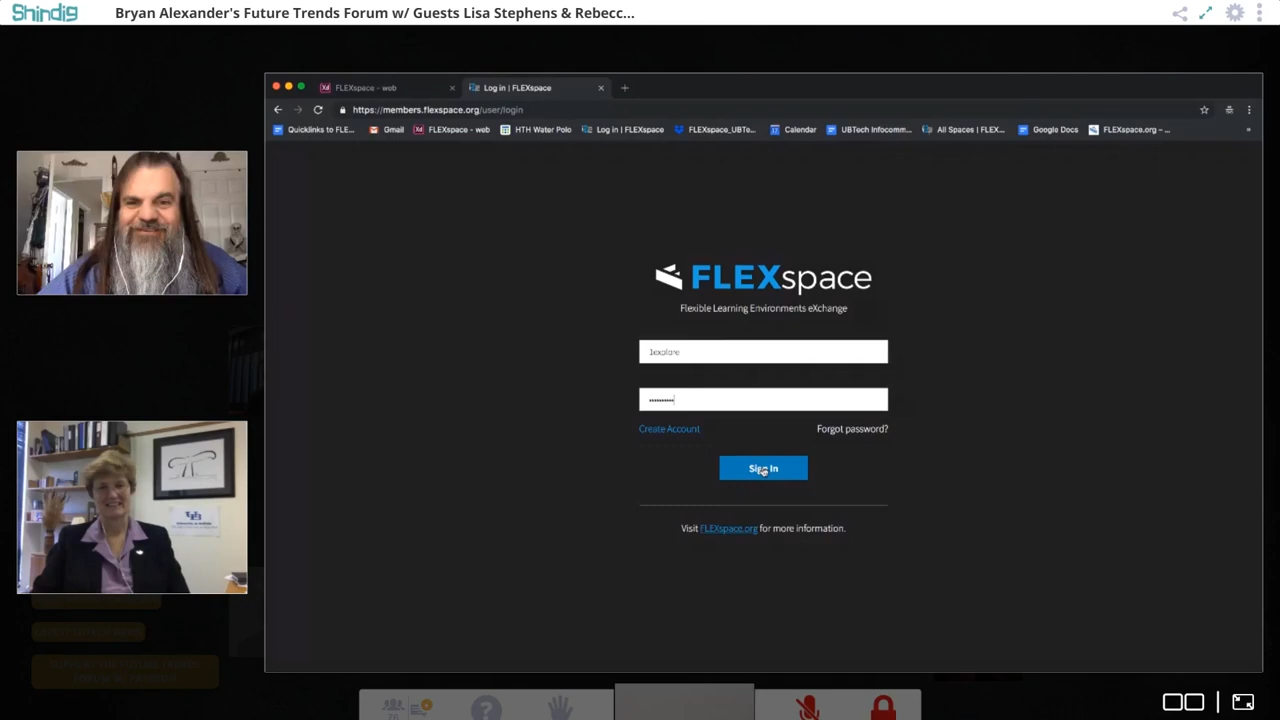 Shindig
Bryan Alexander's Future Trends Forum w/ Guests Lisa Stephens & Rebecc...
FLEXspace - web
Log in | FLEXspace
https://members.flexspace.org/user/login
Quicklinks to FLE...
Gmail
FLEXspace - web
HTH Water Polo
Log in | FLEXspace
FLEXspace_UBTe...
Calendar
UBTech Infocomm...
All Spaces | FLEX...
Google Docs
FLEXspace.org – ...
FLEXspace
Flexible Learning Environments eXchange
1explore
Create Account
Forgot password?
Sign In
Visit FLEXspace.org for more information.